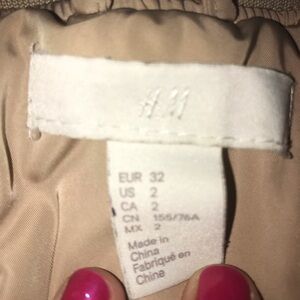 H.M
EUR 32
US 2
CA 2
CN 155/76A
MX 2
Made in
China
Fabriqué en
Chine